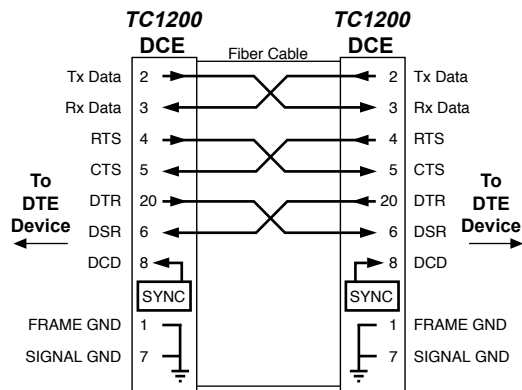 TC1200 TC1200
DCE DCE
Fiber Cable
Tx Data 2 2 Tx Data
Rx Data 3 3 Rx Data
RTS 4 4 RTS
CTS 5 5 CTS
To To
DTE DTE
Device Device
DTR 20 20 DTR
DSR 6 6 DSR
DCD 8 8 DCD
SYNC SYNC
FRAME GND 1 1 FRAME GND
SIGNAL GND 7 7 SIGNAL GND